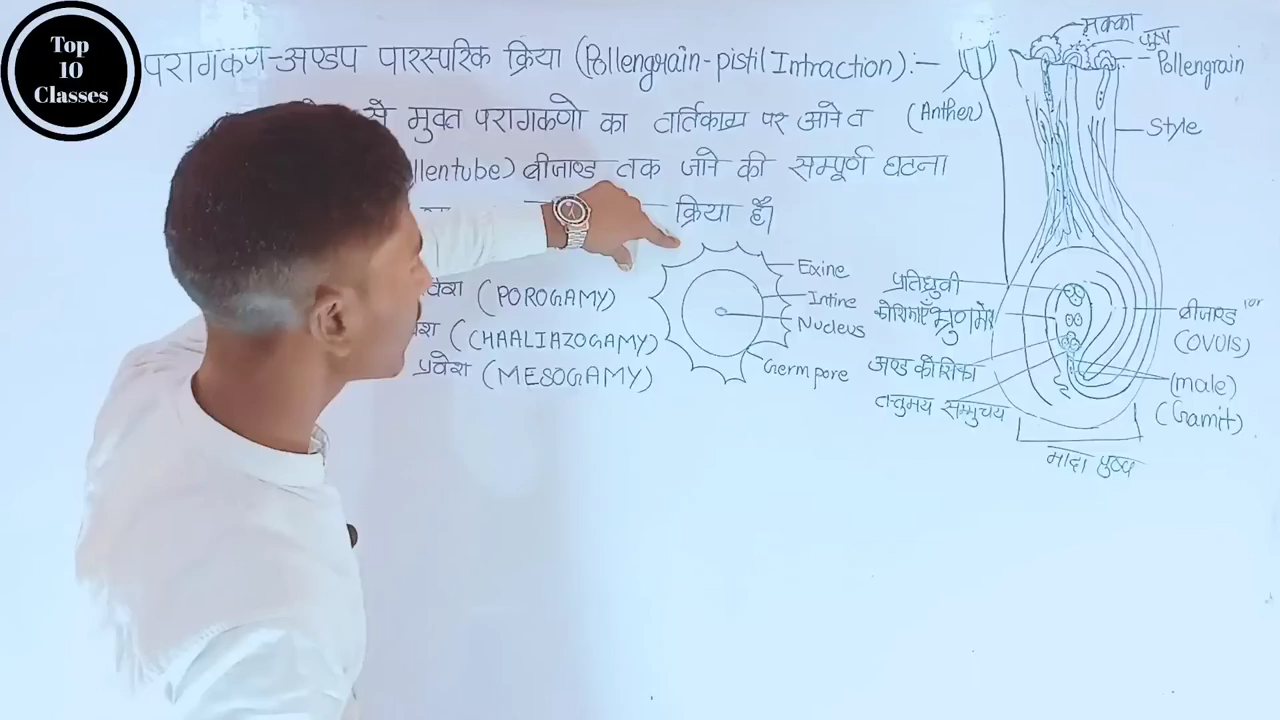 Top
10
Classes
परागकण-अण्डप पारस्परिक क्रिया (Pollengrain-pistil Intraction):-
से मुक्त परागकणो का वर्तिकाग्र पर आने व
llentube) बीजाण्ड तक जाने की सम्पूर्ण घटना
क्रिया है।
(POROGAMY)
(CHAALIAZOGAMY)
प्रवेश (MESOGAMY)
Exine
Intine
Nucleus
Germ pore
(Anther)
मक्का
Pollengrain
Style
प्रतिध्रुवी
अण्ड कोशिका
तन्तुमय सम्मुचय
बीजाण्ड
or
(OVUIS)
(male)
(Gamit)
मादा पुष्प